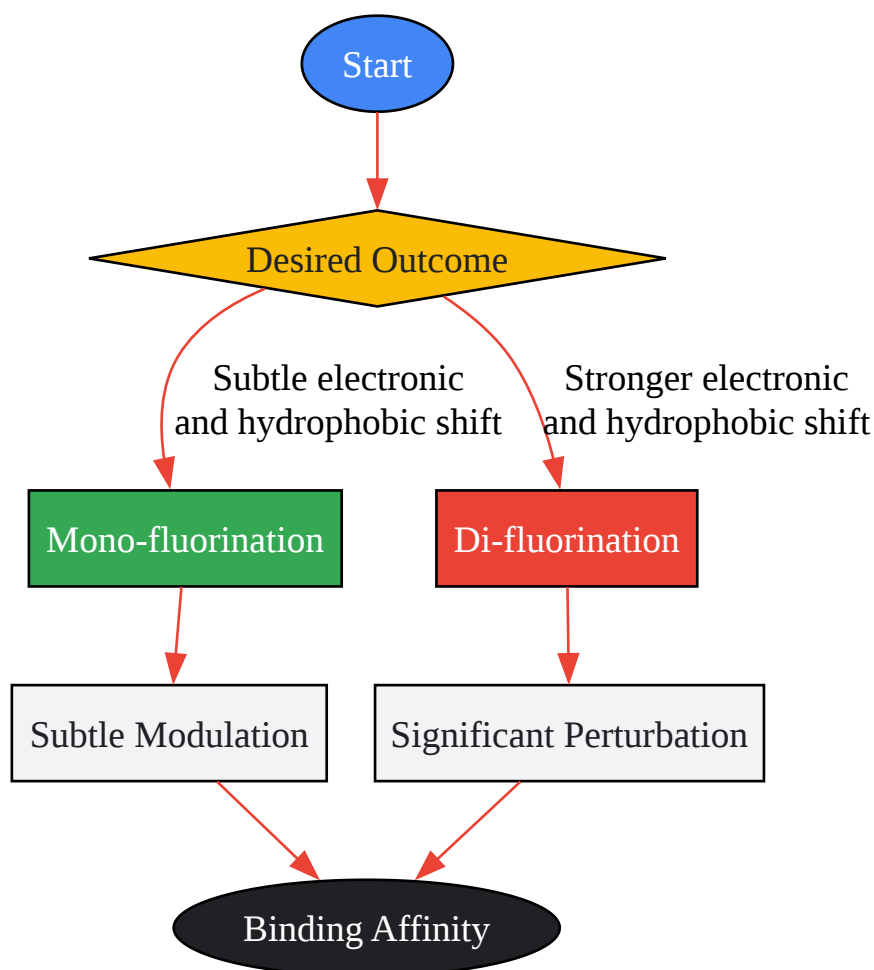 Start
Desired Outcome
Subtle electronic
and hydrophobic shift
Stronger electronic
and hydrophobic shift
Mono-fluorination
Di-fluorination
Subtle Modulation
Significant Perturbation
Binding Affinity